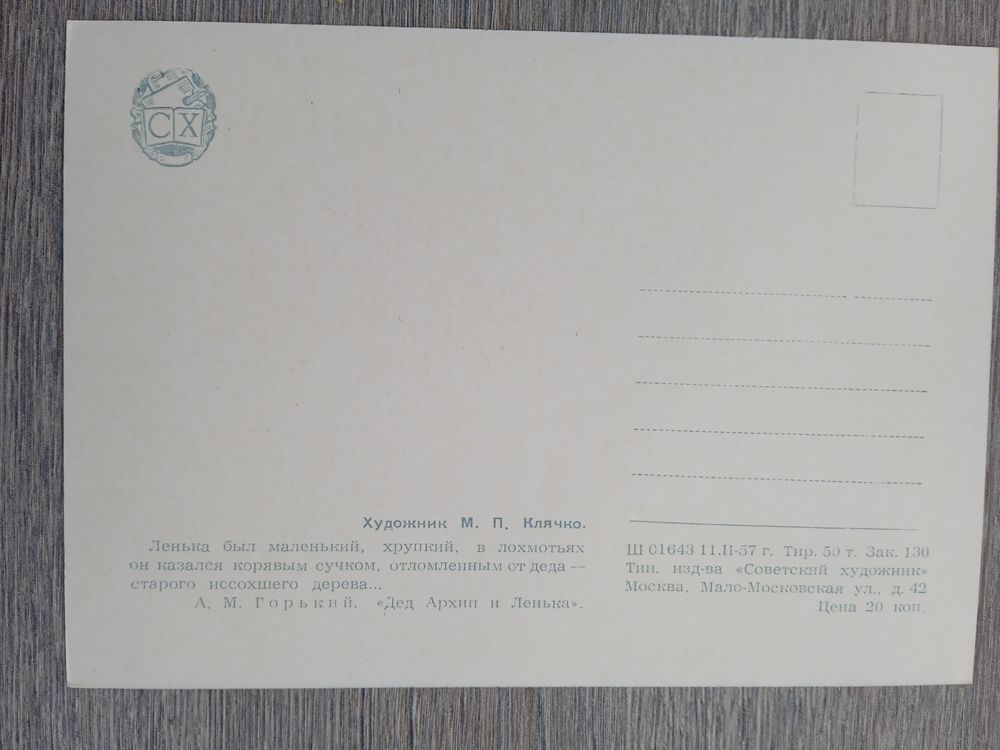 СХ
Художник М. П. Клячко.
Ленька был маленький, хрупкий, в лохмотьях
он казался корявым сучком, отломленным от деда —
старого иссохшего дерева...
А. М. Горький. «Дед Архип и Ленька».
Ш 01643 11.II-57 г. Тир. 50 т. Зак. 130
Тип. изд-ва «Советский художник»
Москва, Мало-Московская ул., д. 42
Цена 20 коп.